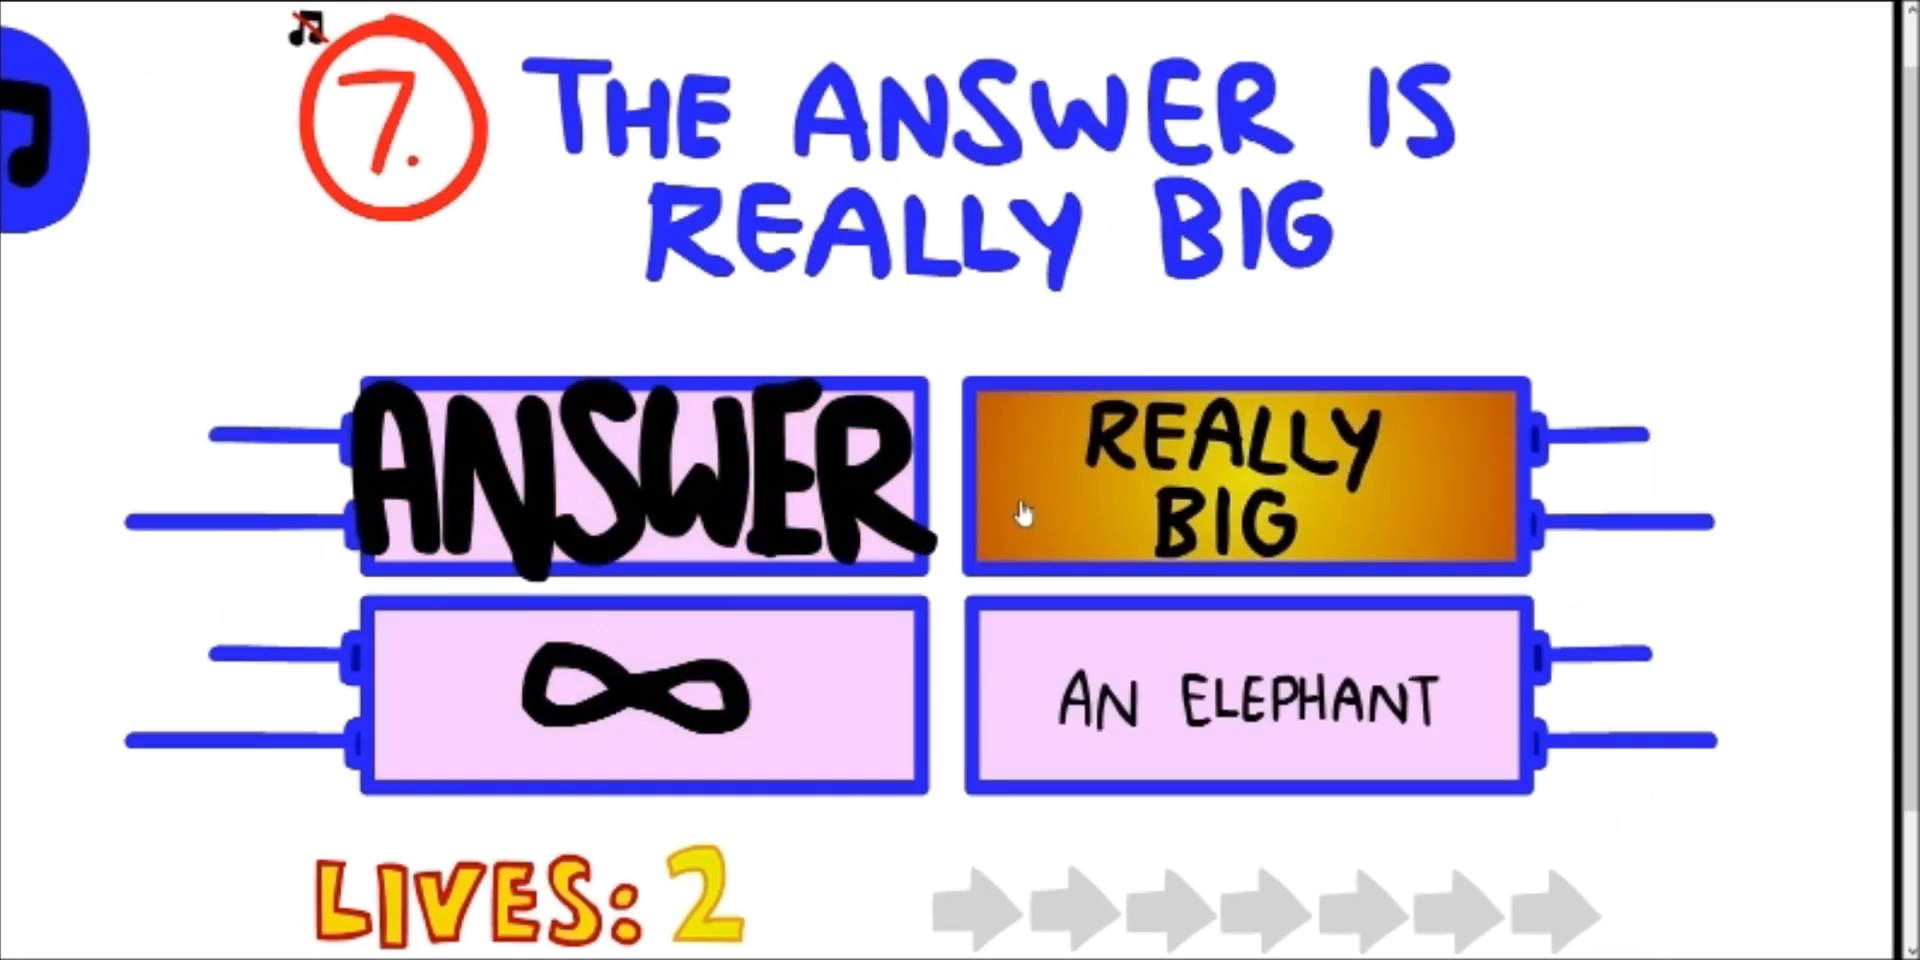 7. THE ANSWER IS
REALLY BIG
ANSWER
REALLY
BIG
∞
AN ELEPHANT
LIVES: 2